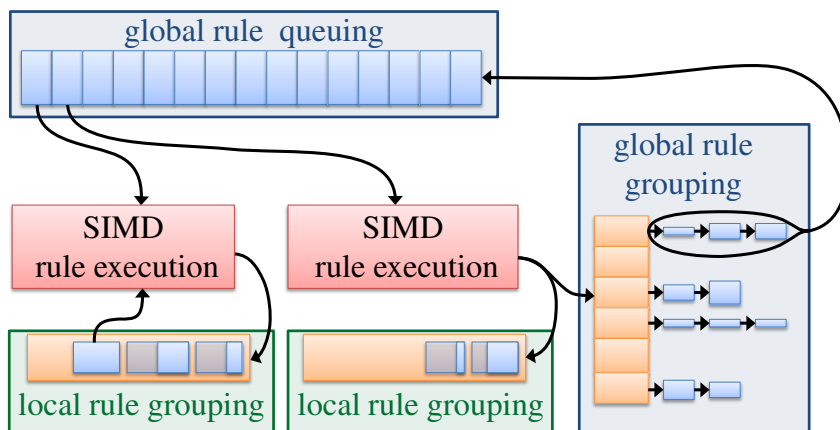 global rule queuing
global rule
grouping
SIMD
rule execution
SIMD
rule execution
local rule grouping
local rule grouping